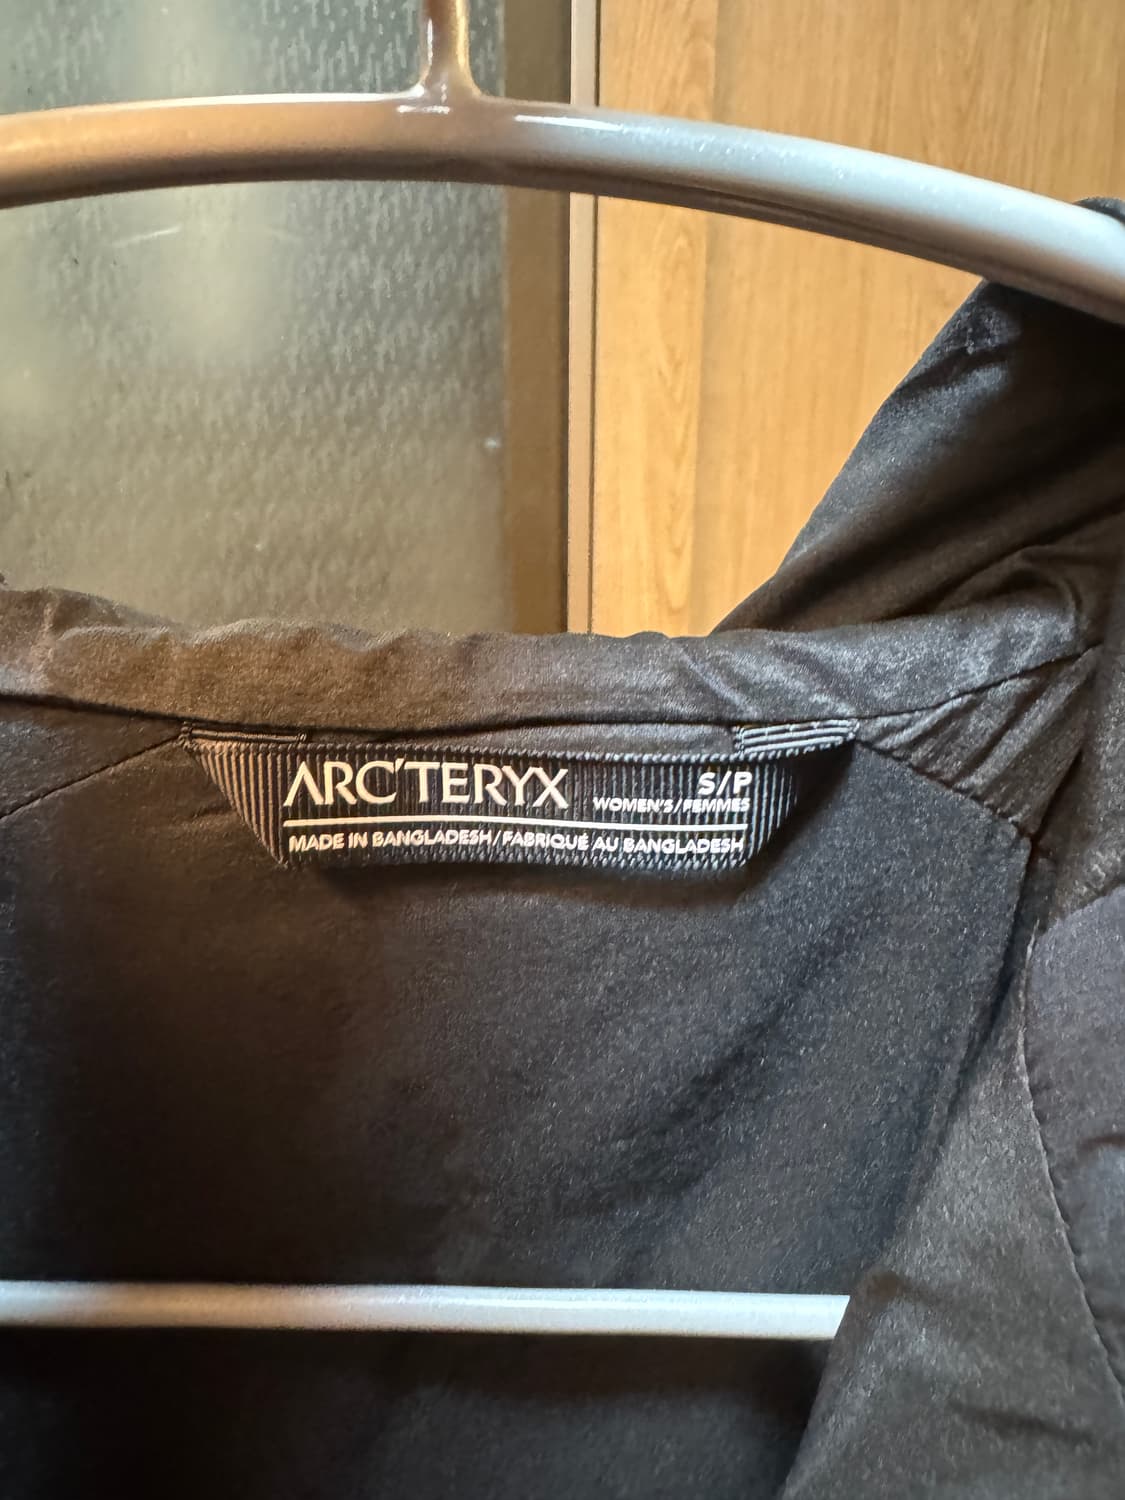 ARC'TERYX S/P
WOMEN'S/FEMMES
MADE IN BANGLADESH/FABRIQUÉ AU BANGLADESH